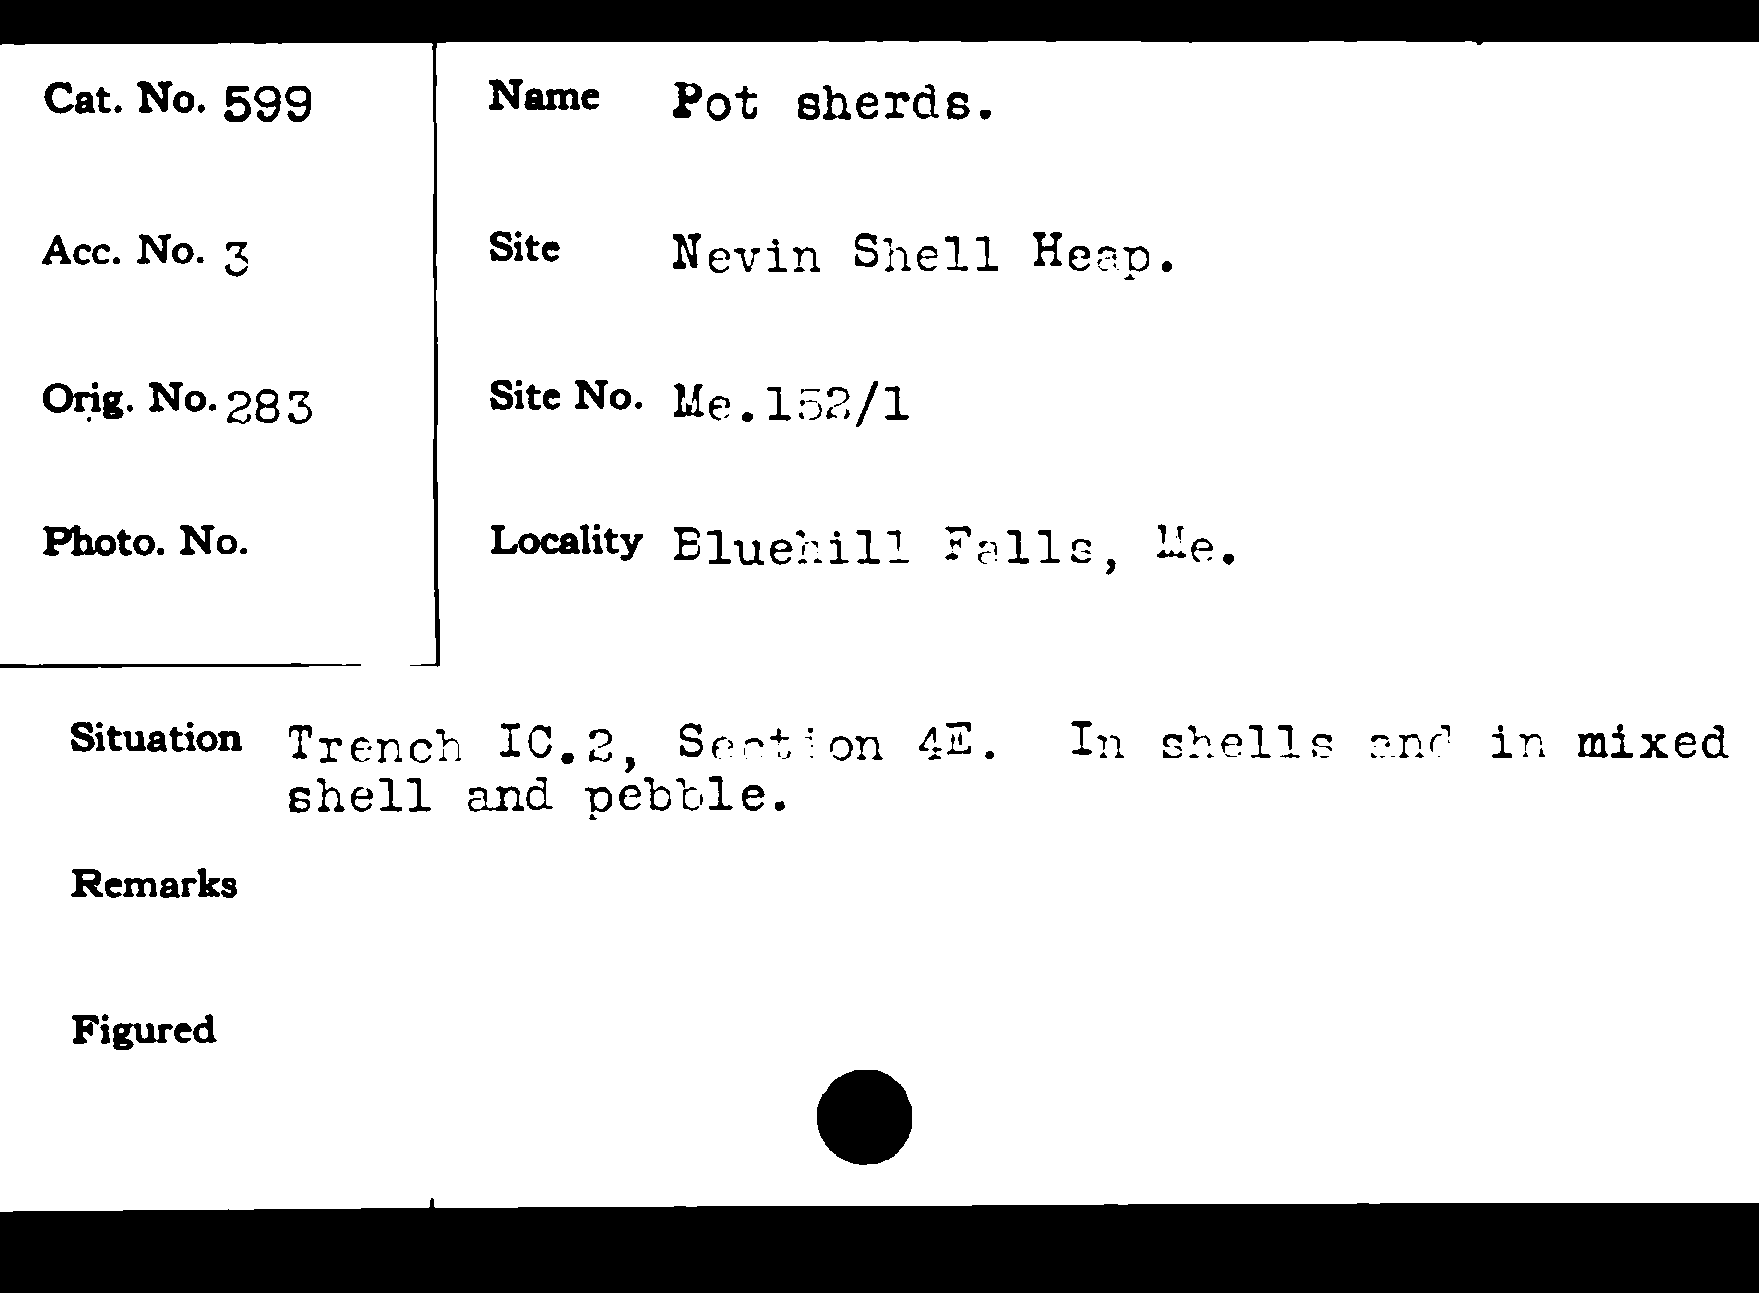 Cat. No. 599
Name Pot sherds.
Acc. No. 3
Site Nevin Shell Heap.
Orig. No. 283
Site No. Me.152/1
Photo. No.
Locality Bluehill Falls, Me.
Situation Trench IC.2, Section 4E. In shells and in mixed
shell and pebble.
Remarks
Figured